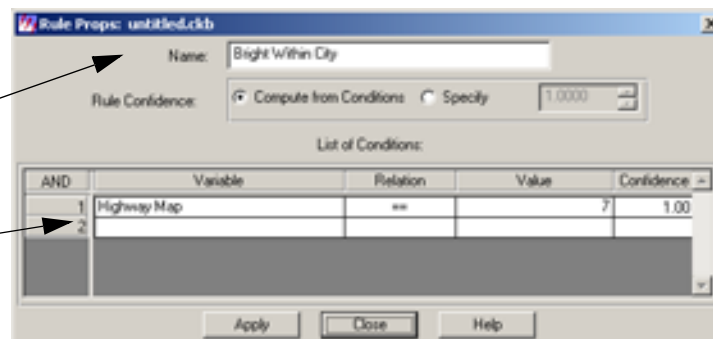 Rule Props: untitled.ckb
Name: Bright Within City
Rule Confidence: Compute from Conditions Specify 1.0000
List of Conditions:
AND Variable Relation Value Confidence
1 Highway Map == 7 1.00
2
Apply Close Help